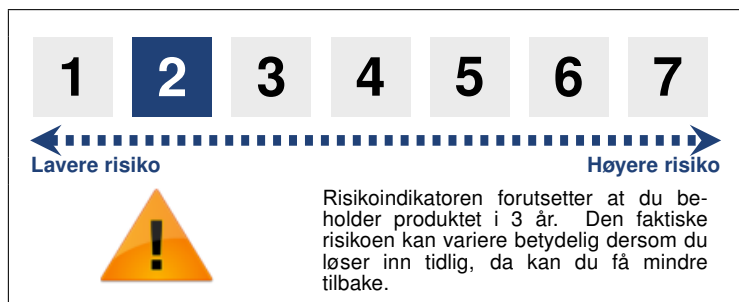 1 2 3 4 5 6 7
Lavere risiko Høyere risiko
!
Risikoindikatoren forutsetter at du be-
holder produktet i 3 år. Den faktiske
risikoen kan variere betydelig dersom du
løser inn tidlig, da kan du få mindre
tilbake.